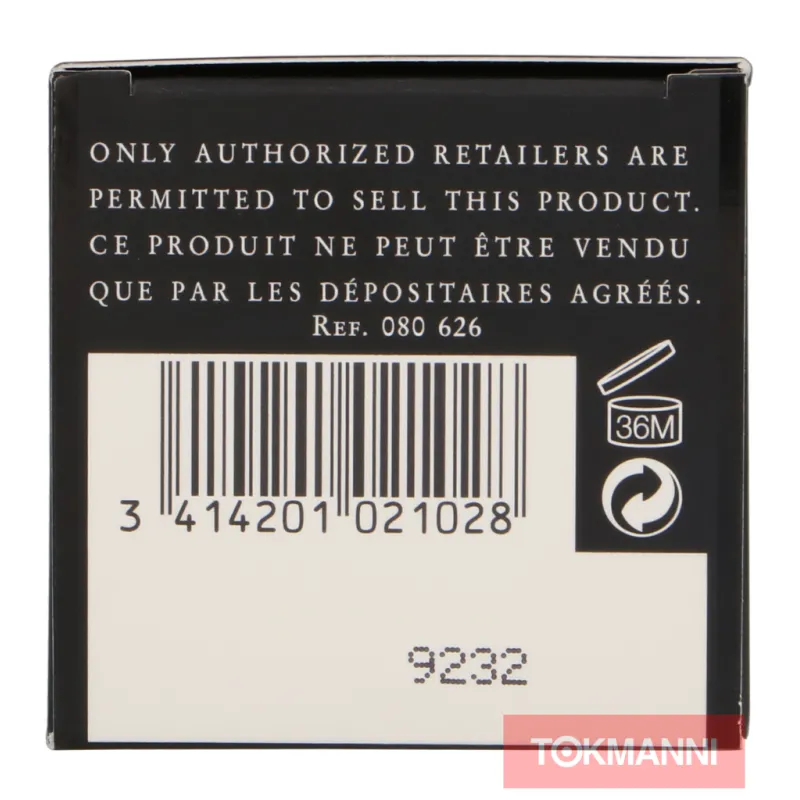 ONLY AUTHORIZED RETAILERS ARE
PERMITTED TO SELL THIS PRODUCT.
CE PRODUIT NE PEUT ÊTRE VENDU
QUE PAR LES DÉPOSITAIRES AGRÉÉS.
REF. 080 626
36M
3 414201 021028
9232
TOKMANNI